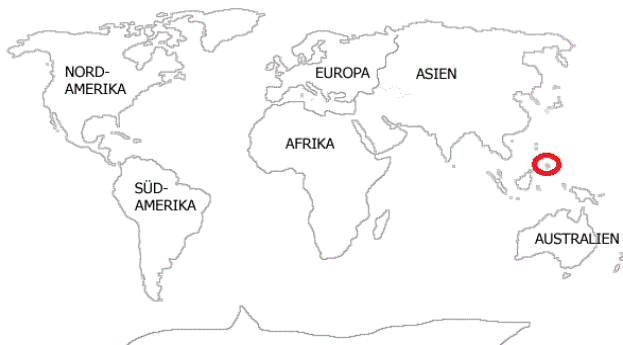 NORD-
AMERIKA
EUROPA
ASIEN
AFRIKA
SÜD-
AMERIKA
AUSTRALIEN